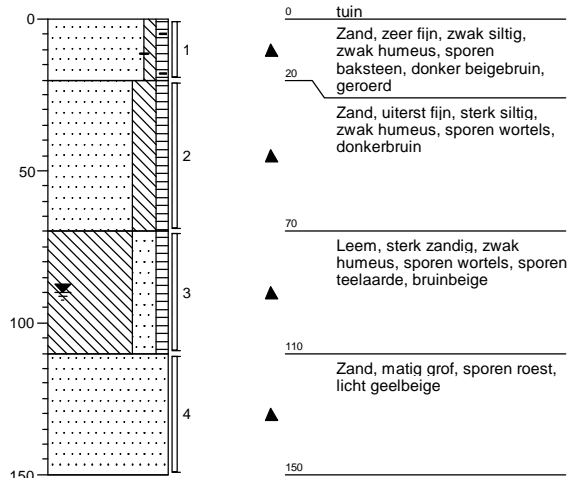 0
50
100
150
1
2
3
4
0 tuin
Zand, zeer fijn, zwak siltig,
zwak humeus, sporen
baksteen, donker beigebruin,
geroerd
20
Zand, uiterst fijn, sterk siltig,
zwak humeus, sporen wortels,
donkerbruin
70
Leem, sterk zandig, zwak
humeus, sporen wortels, sporen
teelaarde, bruinbeige
110
Zand, matig grof, sporen roest,
licht geelbeige
150